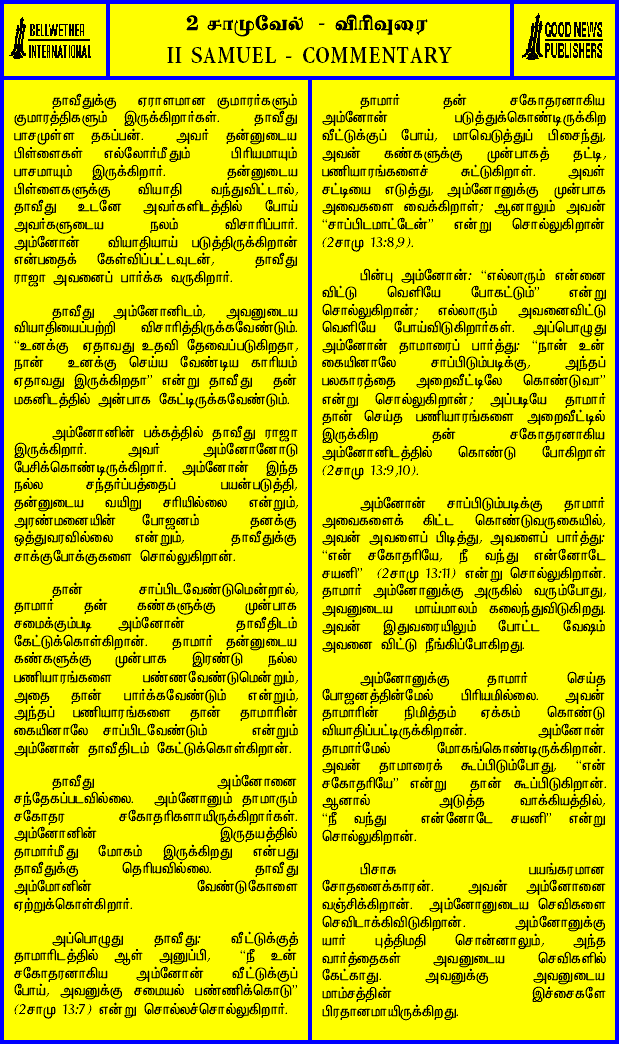 BELLWETHER
INTERNATIONAL
2 சாமுவேல் - விரிவுரை
II SAMUEL - COMMENTARY
GOOD NEWS
PUBLISHERS
தாவீதுக்கு ஏராளமான குமாரர்களும்
குமாரத்திகளும் இருக்கிறார்கள். தாவீது
பாசமுள்ள தகப்பன். அவர் தன்னுடைய
பிள்ளைகள் எல்லோர்மீதும் பிரியமாயும்
பாசமாயும் இருக்கிறார். தன்னுடைய
பிள்ளைகளுக்கு வியாதி வந்துவிட்டால்,
தாவீது உடனே அவர்களிடத்தில் போய்
அவர்களுடைய நலம் விசாரிப்பார்.
அம்னோன் வியாதியாய் படுத்திருக்கிறான்
என்பதைக் கேள்விப்பட்டவுடன், தாவீது
ராஜா அவனைப் பார்க்க வருகிறார்.
தாவீது அம்னோனிடம், அவனுடைய
வியாதியைப்பற்றி விசாரித்திருக்கவேண்டும்.
“உனக்கு ஏதாவது உதவி தேவைப்படுகிறதா,
நான் உனக்கு செய்ய வேண்டிய காரியம்
ஏதாவது இருக்கிறதா” என்று தாவீது தன்
மகனிடத்தில் அன்பாக கேட்டிருக்கவேண்டும்.
அம்னோனின் பக்கத்தில் தாவீது ராஜா
இருக்கிறார். அவர் அம்னோனோடு
பேசிக்கொண்டிருக்கிறார். அம்னோன் இந்த
நல்ல சந்தர்ப்பத்தைப் பயன்படுத்தி,
தன்னுடைய வயிறு சரியில்லை என்றும்,
அரண்மனையின் போஜனம் தனக்கு
ஒத்துவரவில்லை என்றும், தாவீதுக்கு
சாக்குபோக்குகளை சொல்லுகிறான்.
தான் சாப்பிடவேண்டுமென்றால்,
தாமார் தன் கண்களுக்கு முன்பாக
சமைக்கும்படி அம்னோன் தாவீதிடம்
கேட்டுக்கொள்கிறான். தாமார் தன்னுடைய
கண்களுக்கு முன்பாக இரண்டு நல்ல
பணியாரங்களை பண்ணவேண்டுமென்றும்,
அதை தான் பார்க்கவேண்டும் என்றும்,
அந்தப் பணியாரங்களை தான் தாமாரின்
கையினாலே சாப்பிடவேண்டும் என்றும்
அம்னோன் தாவீதிடம் கேட்டுக்கொள்கிறான்.
தாவீது அம்னோனை
சந்தேகப்படவில்லை. அம்னோனும் தாமாரும்
சகோதர சகோதரிகளாயிருக்கிறார்கள்.
அம்னோனின் இருதயத்தில்
தாமார்மீது மோகம் இருக்கிறது என்பது
தாவீதுக்கு தெரியவில்லை. தாவீது
அம்மோனின் வேண்டுகோளை
ஏற்றுக்கொள்கிறார்.
அப்பொழுது தாவீது: வீட்டுக்குத்
தாமாரிடத்தில் ஆள் அனுப்பி, “நீ உன்
சகோதரனாகிய அம்னோன் வீட்டுக்குப்
போய், அவனுக்கு சமையல் பண்ணிக்கொடு”
(2சாமு 13:7) என்று சொல்லச்சொல்லுகிறார்.
தாமார் தன் சகோதரனாகிய
அம்னோன் படுத்துக்கொண்டிருக்கிற
வீட்டுக்குப் போய், மாவெடுத்துப் பிசைந்து,
அவன் கண்களுக்கு முன்பாகத் தட்டி,
பணியாரங்களைச் சுட்டுகிறாள். அவள்
சட்டியை எடுத்து, அம்னோனுக்கு முன்பாக
அவைகளை வைக்கிறாள்; ஆனாலும் அவன்
“சாப்பிடமாட்டேன்” என்று சொல்லுகிறான்
(2சாமு 13:8,9).
பின்பு அம்னோன்: “எல்லாரும் என்னை
விட்டு வெளியே போகட்டும்” என்று
சொல்லுகிறான்; எல்லாரும் அவனைவிட்டு
வெளியே போய்விடுகிறார்கள். அப்பொழுது
அம்னோன் தாமாரைப் பார்த்து: “நான் உன்
கையினாலே சாப்பிடும்படிக்கு, அந்தப்
பலகாரத்தை அறைவீட்டிலே கொண்டுவா”
என்று சொல்லுகிறான்; அப்படியே தாமார்
தான் செய்த பணியாரங்களை அறைவீட்டில்
இருக்கிற தன் சகோதரனாகிய
அம்னோனிடத்தில் கொண்டு போகிறாள்
(2சாமு 13:9,10).
அம்னோன் சாப்பிடும்படிக்கு தாமார்
அவைகளைக் கிட்ட கொண்டுவருகையில்,
அவன் அவளைப் பிடித்து, அவளைப் பார்த்து:
“என் சகோதரியே, நீ வந்து என்னோடே
சயனி” (2சாமு 13:11) என்று சொல்லுகிறான்.
தாமார் அம்னோனுக்கு அருகில் வரும்போது,
அவனுடைய மாய்மாலம் கலைந்துவிடுகிறது.
அவன் இதுவரையிலும் போட்ட வேஷம்
அவனை விட்டு நீங்கிப்போகிறது.
அம்னோனுக்கு தாமார் செய்த
போஜனத்தின்மேல் பிரியமில்லை. அவன்
தாமாரின் நிமித்தம் ஏக்கம் கொண்டு
வியாதிப்பட்டிருக்கிறான். அம்னோன்
தாமார்மேல் மோகங்கொண்டிருக்கிறான்.
அவன் தாமாரைக் கூப்பிடும்போது, “என்
சகோதரியே” என்று தான் கூப்பிடுகிறான்.
ஆனால் அடுத்த வாக்கியத்தில்,
“நீ வந்து என்னோடே சயனி” என்று
சொல்லுகிறான்.
பிசாசு பயங்கரமான
சோதனைக்காரன். அவன் அம்னோனை
வஞ்சிக்கிறான். அம்னோனுடைய செவிகளை
செவிடாக்கிவிடுகிறான். அம்னோனுக்கு
யார் புத்திமதி சொன்னாலும், அந்த
வார்த்தைகள் அவனுடைய செவிகளில்
கேட்காது. அவனுக்கு அவனுடைய
மாம்சத்தின் இச்சைகளே
பிரதானமாயிருக்கிறது.